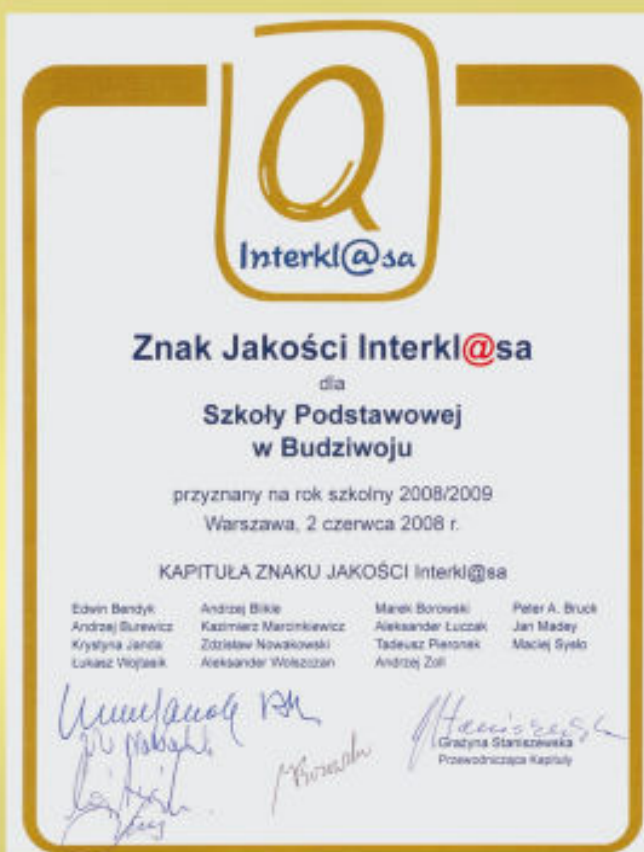 Q
Interkl@sa
Znak Jakości Interkl@sa
dla
Szkoły Podstawowej
w Budziwoju
przyznany na rok szkolny 2008/2009
Warszawa, 2 czerwca 2008 r.
KAPITUŁA ZNAKU JAKOŚCI Interkl@sa
Edwin Bendyk Andrzej Blikle Marek Borowski Peter A. Bruck
Andrzej Burewicz Kazimierz Marcinkiewicz Aleksander Łuczak Jan Madey
Krystyna Janda Zdzisław Nowakowski Tadeusz Pieronek Maciej Sysło
Łukasz Wojtasik Aleksander Wolszczan Andrzej Zoll
Grażyna Staniszewska
Przewodnicząca Kapituły